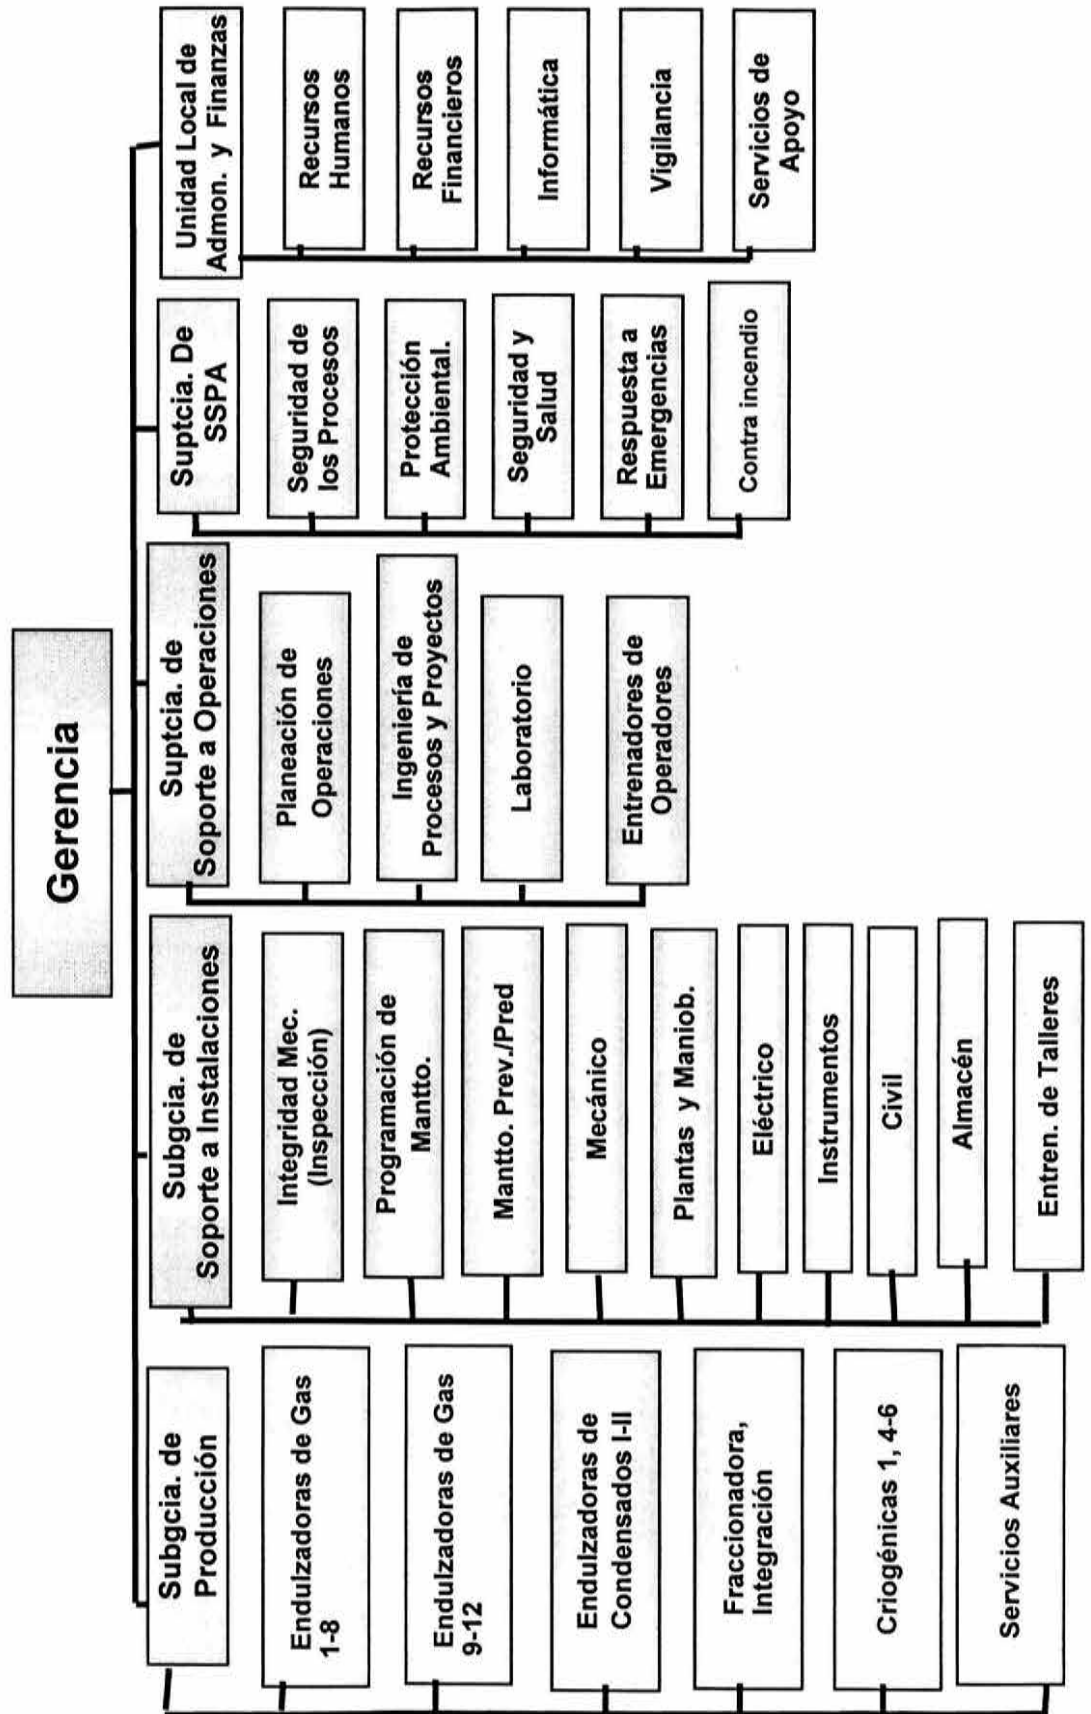 Gerencia
Subgcia. de
Producción
Endulzadoras de Gas
1-8
Endulzadoras de Gas
9-12
Endulzadoras de
Condensados I-II
Fraccionadora,
Integración
Criogénicas 1, 4-6
Servicios Auxiliares
Subgcia. de
Soporte a Instalaciones
Integridad Mec.
(Inspección)
Programación de
Mantto.
Mantto. Prev./Pred
Mecánico
Plantas y Maniob.
Eléctrico
Instrumentos
Civil
Almacén
Entren. de Talleres
Suptcia. de
Soporte a Operaciones
Planeación de
Operaciones
Ingeniería de
Procesos y Proyectos
Laboratorio
Entrenadores de
Operadores
Suptcia. De
SSPA
Seguridad de
los Procesos
Protección
Ambiental.
Seguridad y
Salud
Respuesta a
Emergencias
Contra incendio
Unidad Local de
Admon. y Finanzas
Recursos
Humanos
Recursos
Financieros
Informática
Vigilancia
Servicios de
Apoyo